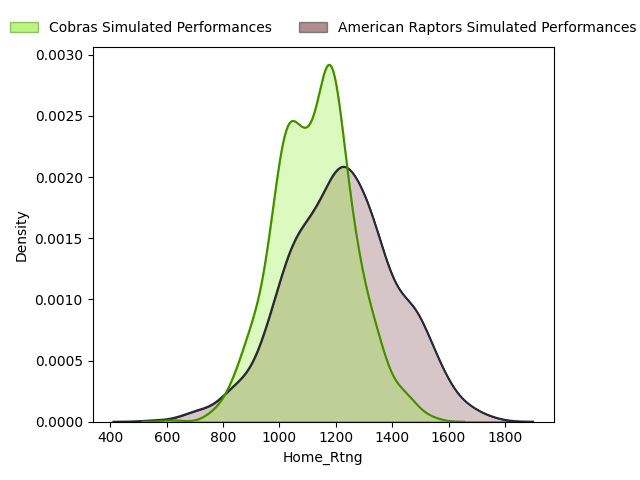 Cobras Simulated Performances American Raptors Simulated Performances
0.0030
0.0025
0.0020
0.0015
0.0010
0.0005
0.0000
Density
400 600 800 1000 1200 1400 1600 1800
Home_Rtng